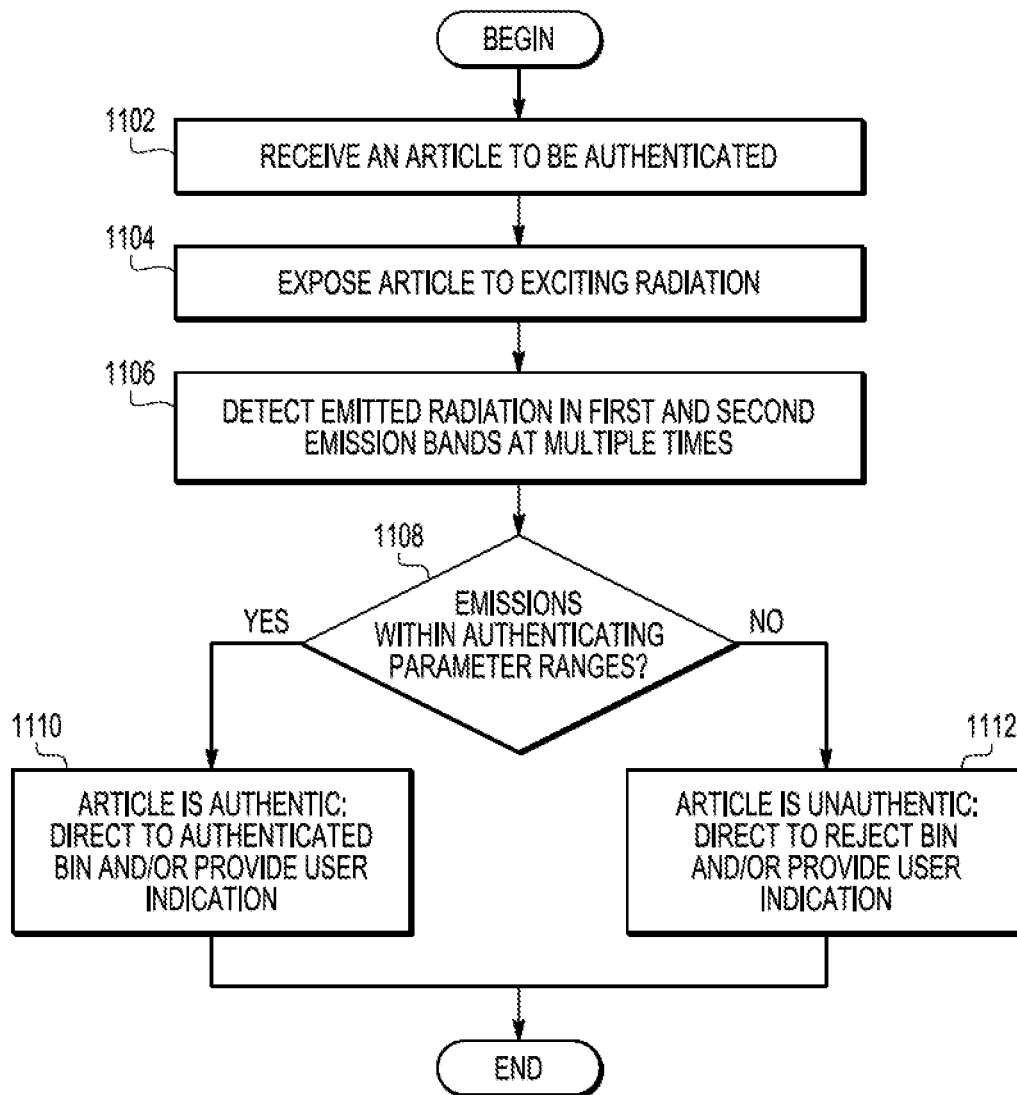 BEGIN
1102
RECEIVE AN ARTICLE TO BE AUTHENTICATED
1104
EXPOSE ARTICLE TO EXCITING RADIATION
1106
DETECT EMITTED RADIATION IN FIRST AND SECOND
EMISSION BANDS AT MULTIPLE TIMES
1108
EMISSIONS
WITHIN AUTHENTICATING
PARAMETER RANGES?
YES
NO
1110
ARTICLE IS AUTHENTIC:
DIRECT TO AUTHENTICATED
BIN AND/OR PROVIDE USER
INDICATION
1112
ARTICLE IS UNAUTHENTIC:
DIRECT TO REJECT BIN
AND/OR PROVIDE USER
INDICATION
END